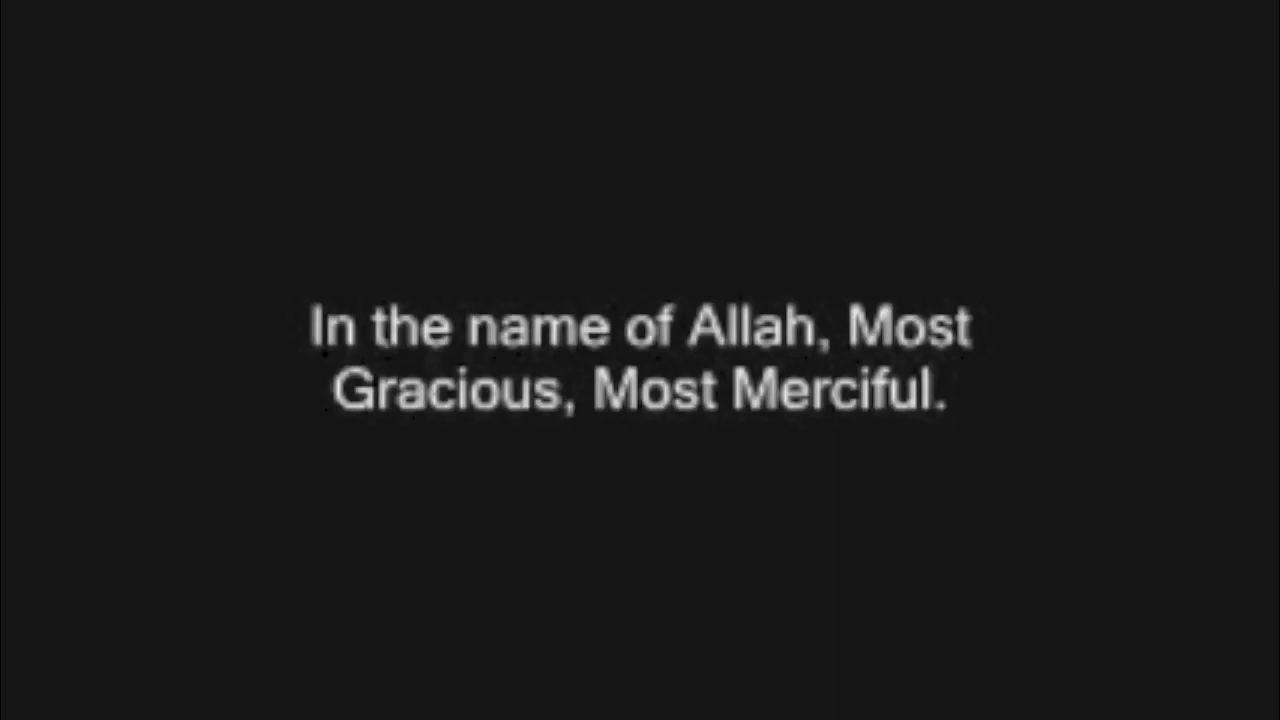 In the name of Allah, Most
Gracious, Most Merciful.